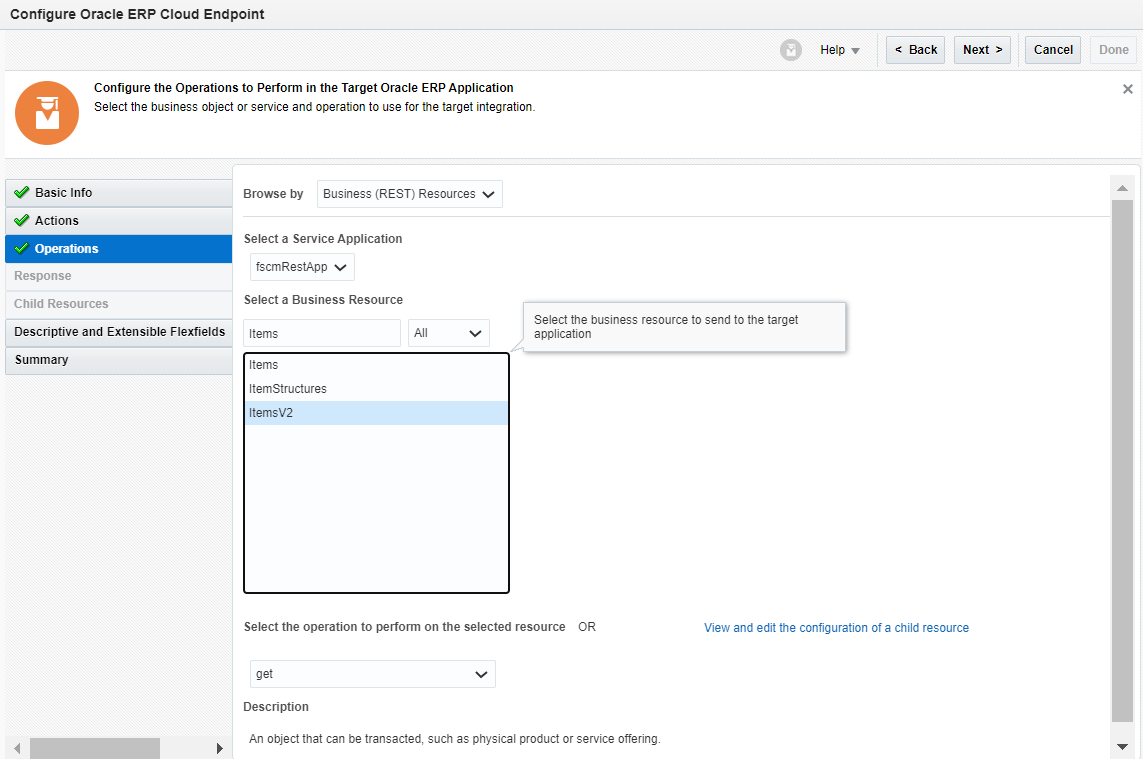 Configure Oracle ERP Cloud Endpoint
Help
< Back
Next >
Cancel
Done
Configure the Operations to Perform in the Target Oracle ERP Application
Select the business object or service and operation to use for the target integration.
Basic Info
Actions
Operations
Response
Child Resources
Descriptive and Extensible Flexfields
Summary
Browse by
Business (REST) Resources
Select a Service Application
fscmRestApp
Select a Business Resource
Items
All
Select the business resource to send to the target
application
Items
ItemStructures
ItemsV2
Select the operation to perform on the selected resource OR
View and edit the configuration of a child resource
get
Description
An object that can be transacted, such as physical product or service offering.